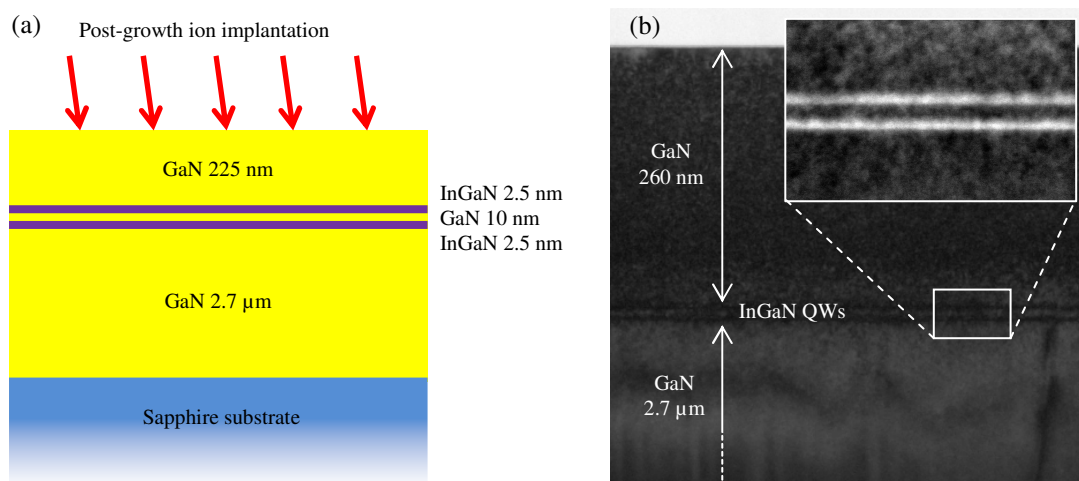 (a)
Post-growth ion implantation
GaN 225 nm
InGaN 2.5 nm
GaN 10 nm
InGaN 2.5 nm
GaN 2.7 µm
Sapphire substrate
(b)
GaN
260 nm
InGaN QWs
GaN
2.7 µm